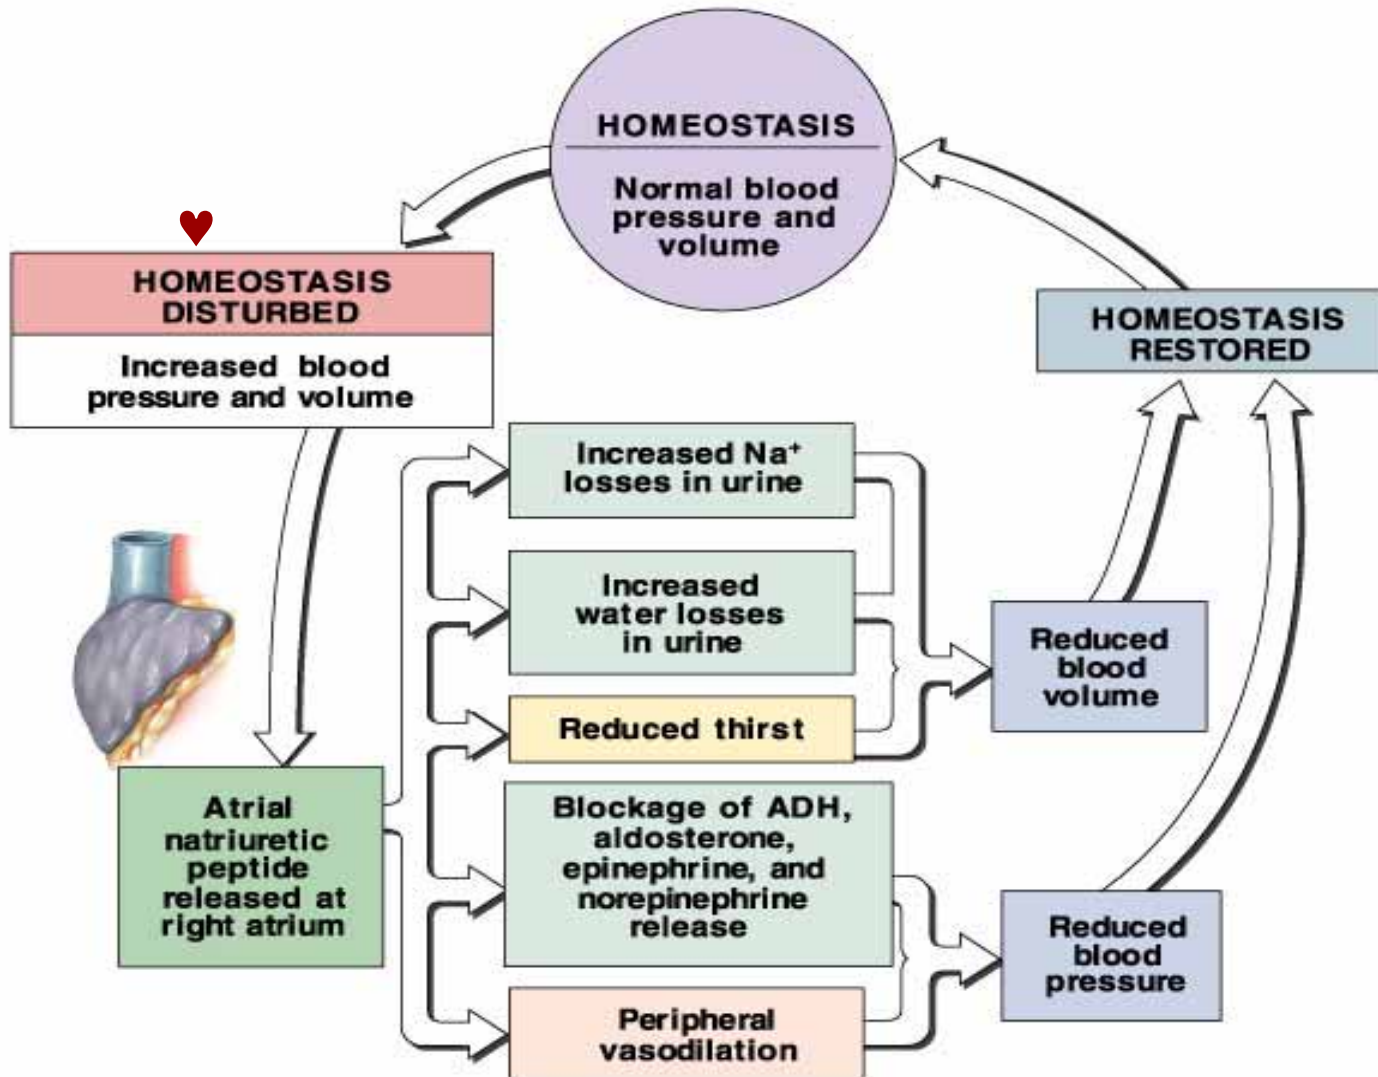 HOMEOSTASIS
Normal blood
pressure and
volume
HOMEOSTASIS
DISTURBED
Increased blood
pressure and volume
HOMEOSTASIS
RESTORED
Increased Na⁺
losses in urine
Increased
water losses
in urine
Reduced thirst
Blockage of ADH,
aldosterone,
epinephrine, and
norepinephrine
release
Peripheral
vasodilation
Atrial
natriuretic
peptide
released at
right atrium
Reduced
blood
volume
Reduced
blood
pressure